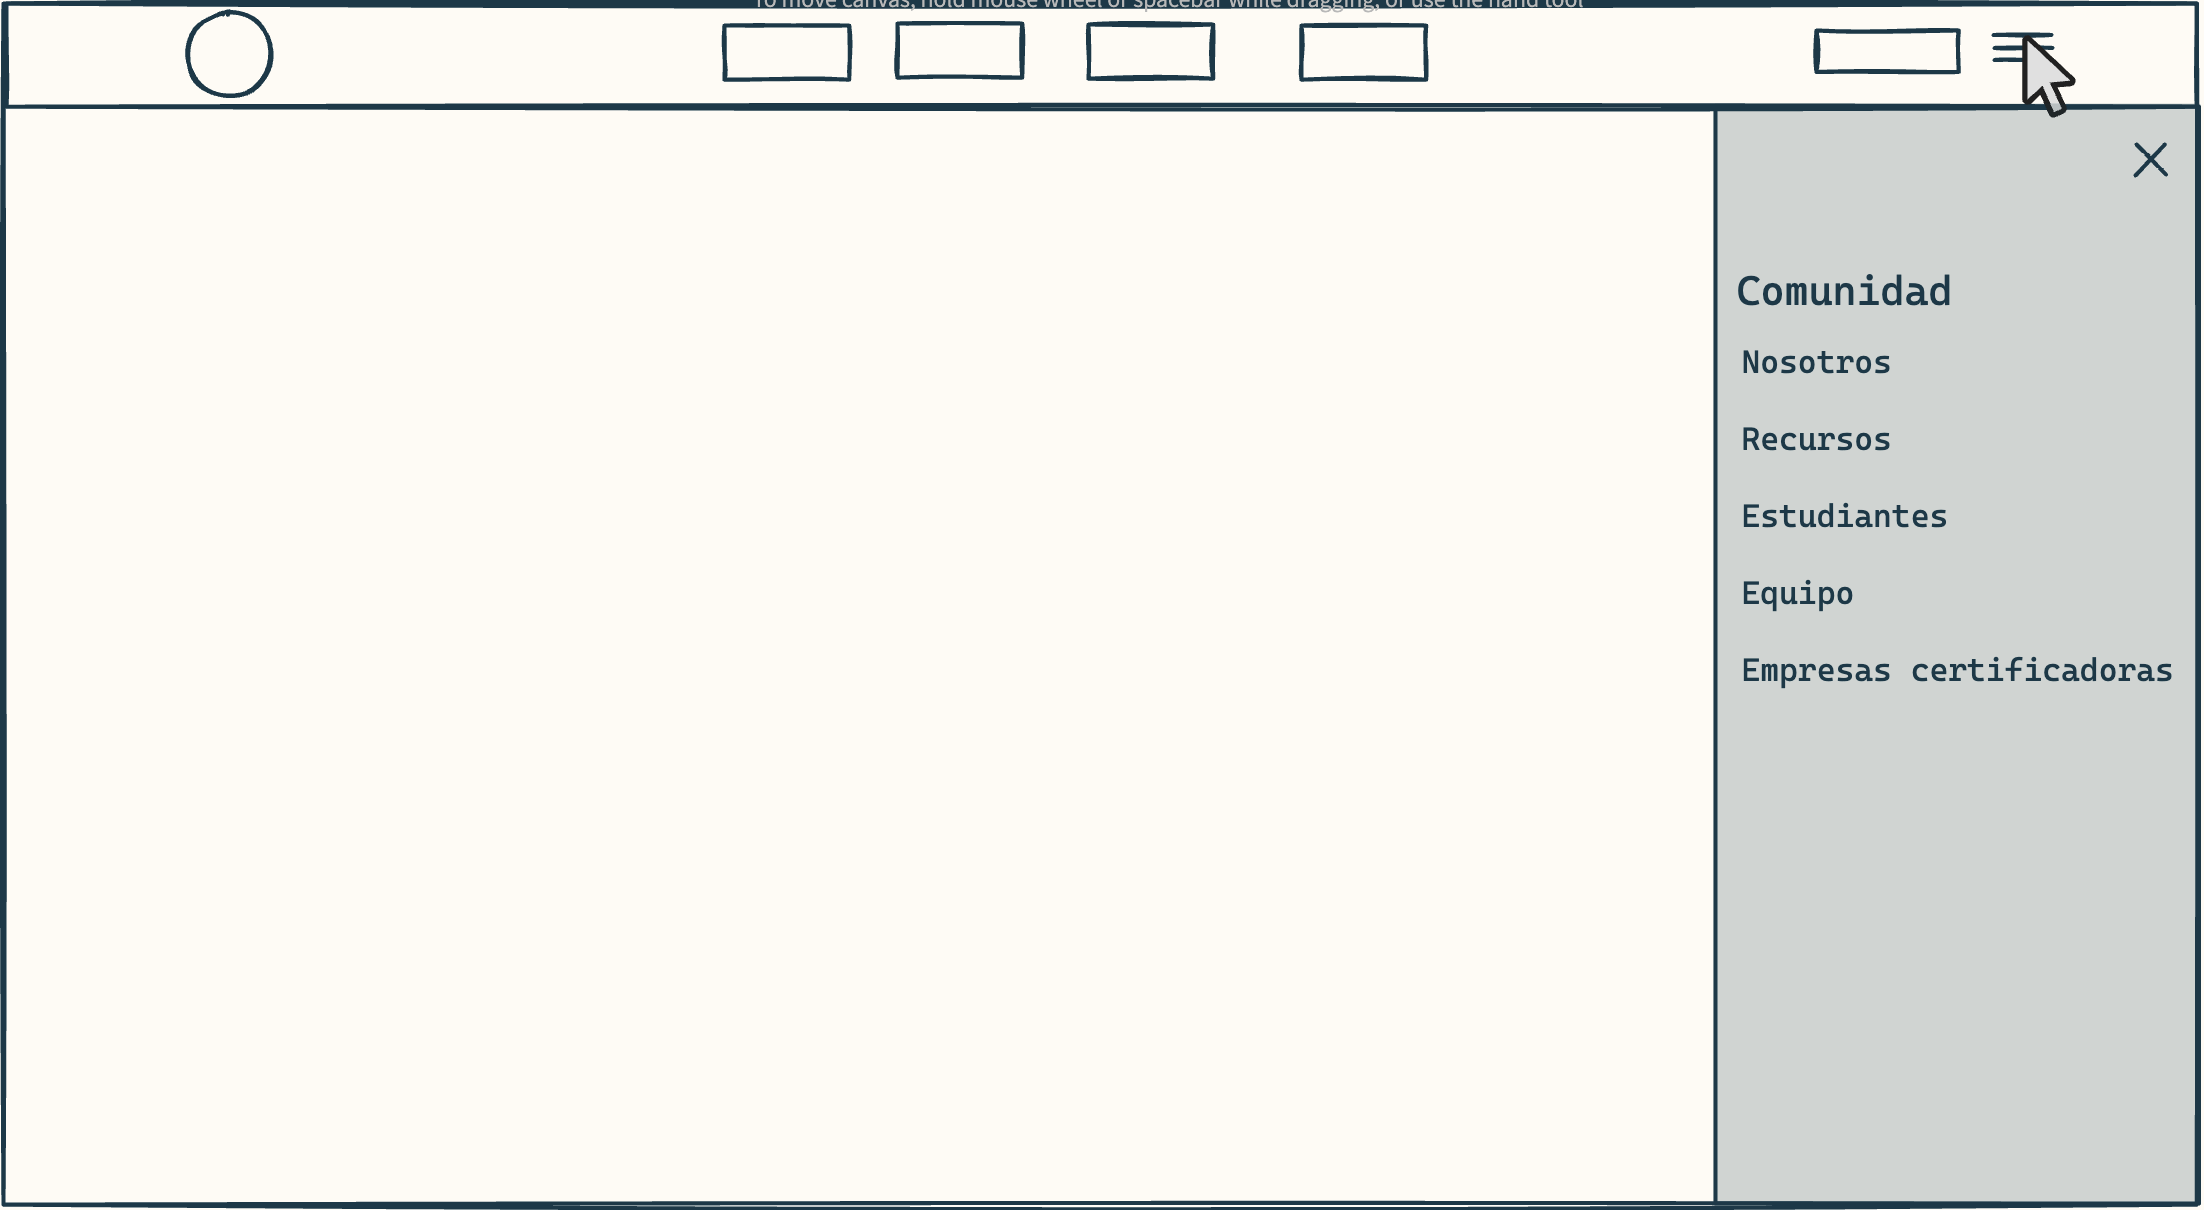 To move canvas, hold mouse wheel or spacebar while dragging, or use the hand tool
Comunidad
Nosotros
Recursos
Estudiantes
Equipo
Empresas certificadoras